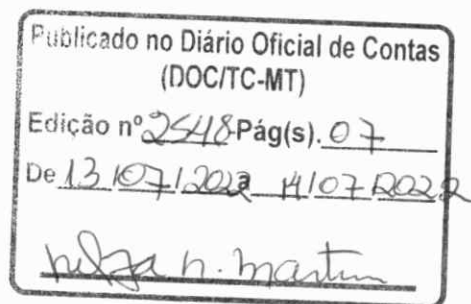 Publicado no Diário Oficial de Contas
(DOC/TC-MT)
Edição nº 2548 Pág(s). 07
De 13/07/2022 a 14/07/2022
n. martin